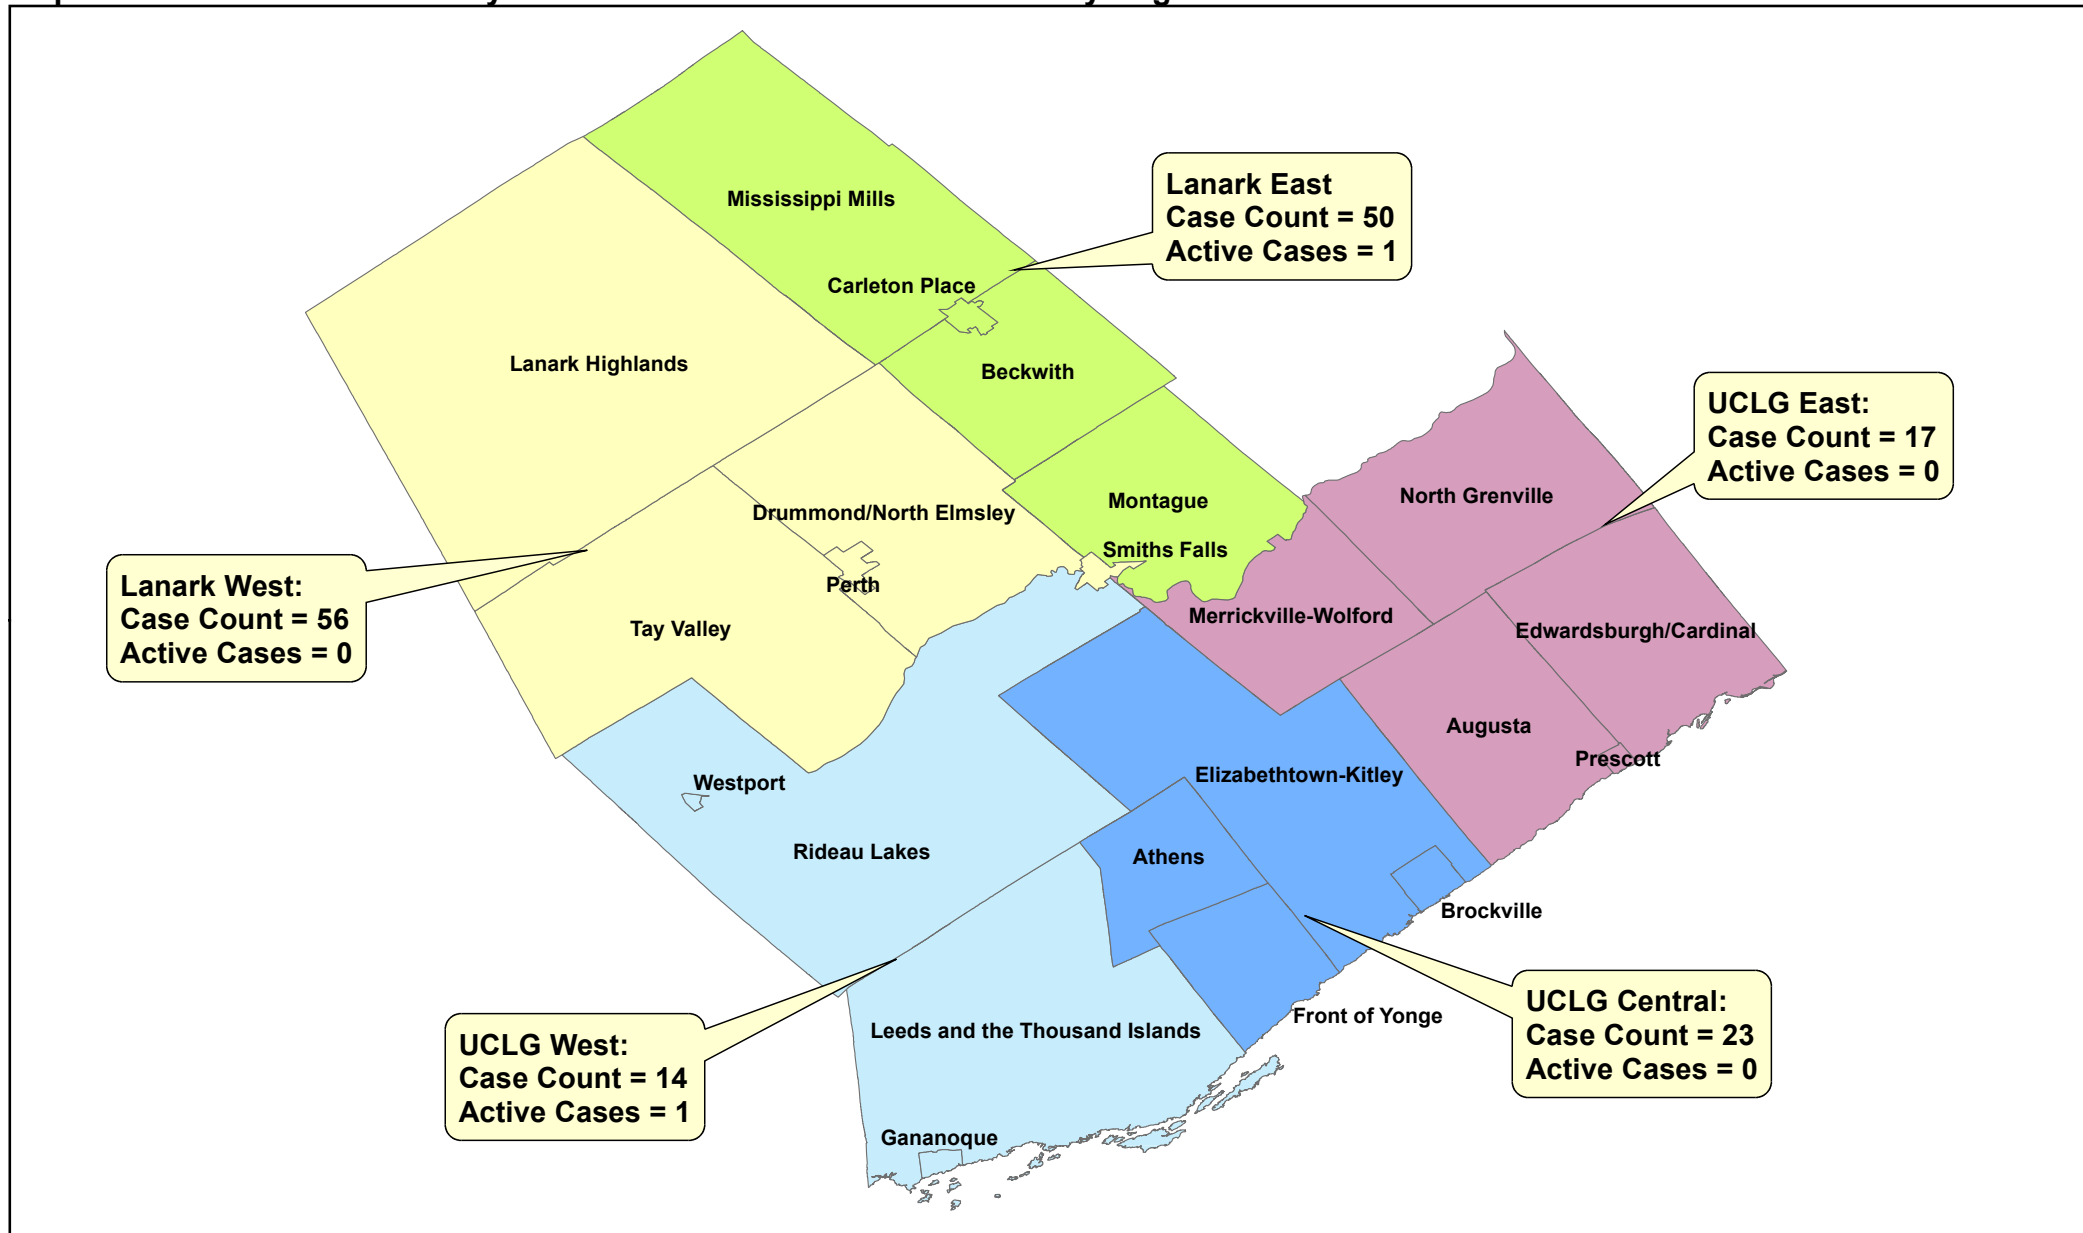 Mississippi Mills
Lanark East
Case Count = 50
Active Cases = 1
Carleton Place
Lanark Highlands
Beckwith
UCLG East:
Case Count = 17
Active Cases = 0
North Grenville
Montague
Drummond/North Elmsley
Smiths Falls
Perth
Lanark West:
Case Count = 56
Active Cases = 0
Tay Valley
Merrickville-Wolford
Edwardsburgh/Cardinal
Augusta
Prescott
Elizabethtown-Kitley
Westport
Rideau Lakes
Athens
Brockville
UCLG Central:
Case Count = 23
Active Cases = 0
Front of Yonge
Leeds and the Thousand Islands
UCLG West:
Case Count = 14
Active Cases = 1
Gananoque